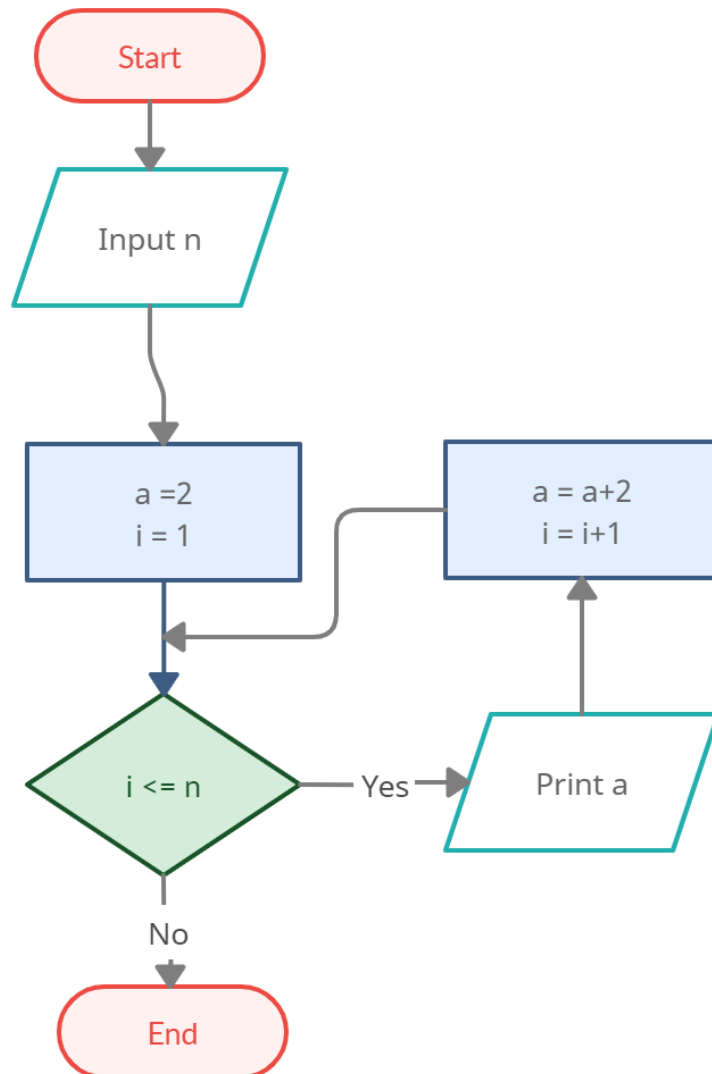 Start
Input n
a =2
i = 1
a = a+2
i = i+1
i <= n
Yes
Print a
No
End